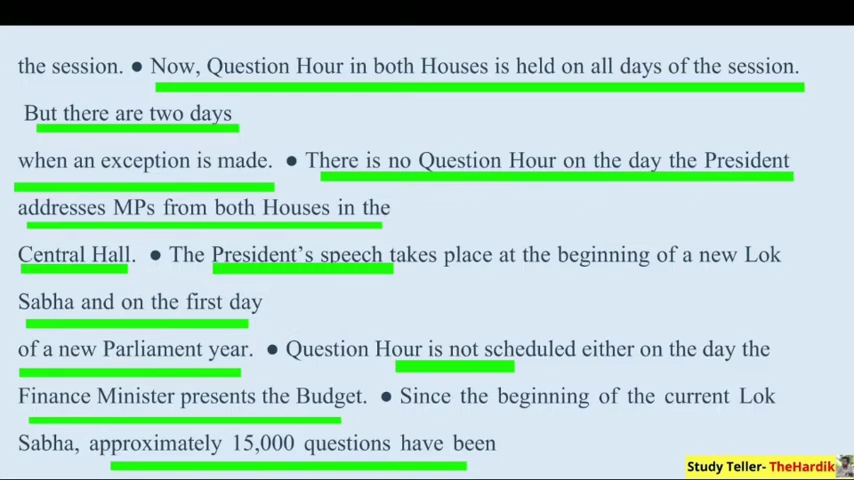 the session. ● Now, Question Hour in both Houses is held on all days of the session.
But there are two days
when an exception is made. ● There is no Question Hour on the day the President
addresses MPs from both Houses in the
Central Hall. ● The President’s speech takes place at the beginning of a new Lok
Sabha and on the first day
of a new Parliament year. ● Question Hour is not scheduled either on the day the
Finance Minister presents the Budget. ● Since the beginning of the current Lok
Sabha, approximately 15,000 questions have been
Study Teller- TheHardik